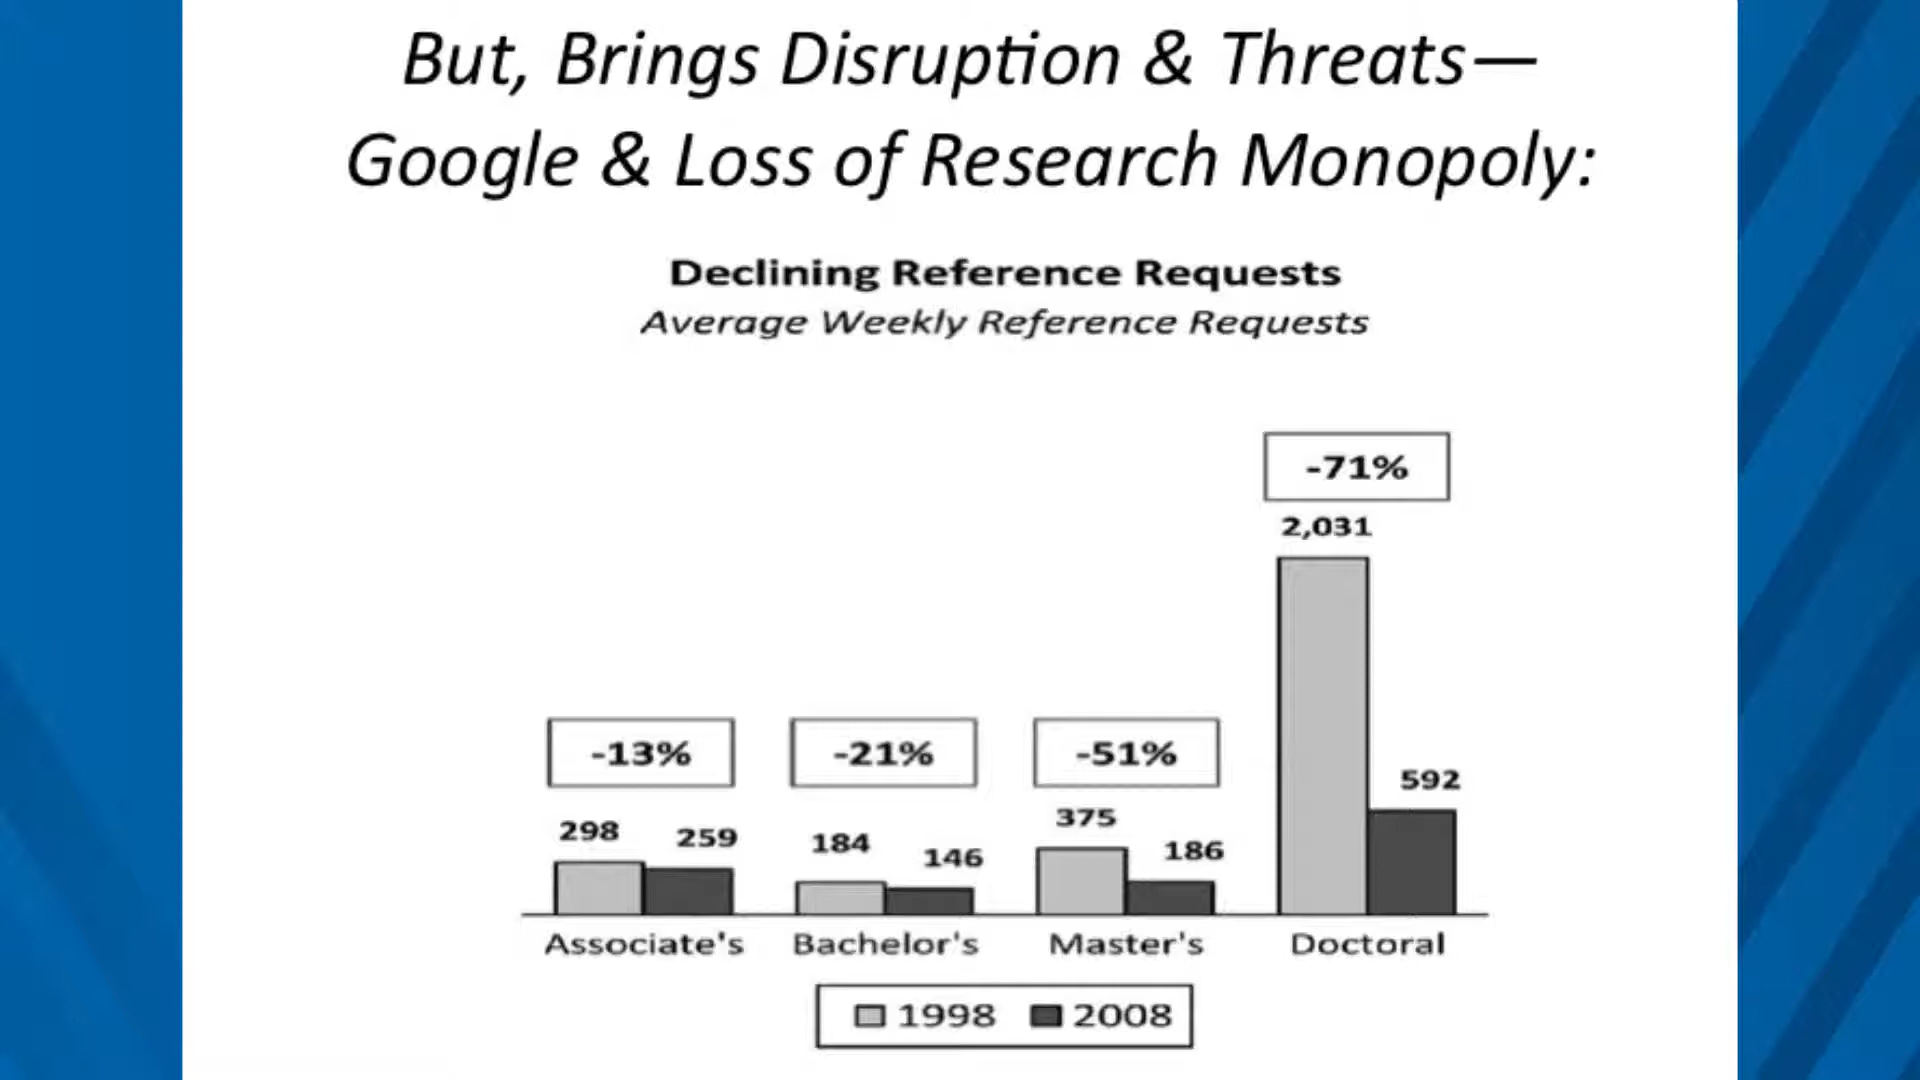 But, Brings Disruption & Threats—
Google & Loss of Research Monopoly:
Declining Reference Requests
Average Weekly Reference Requests
-71%
2,031
-13%
-21%
-51%
592
298
259
184
146
375
186
Associate's
Bachelor's
Master's
Doctoral
1998
2008